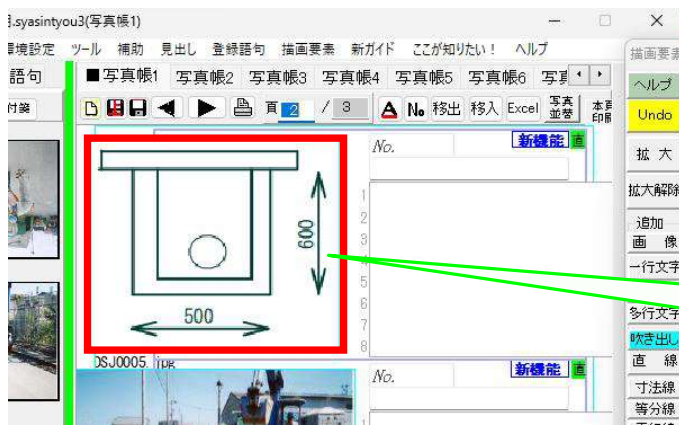 .syasintyou3(写真帳1)
環境設定 ツール 補助 見出し 登録語句 描画要素 新ガイド ここが知りたい! ヘルプ
語句
■写真帳1 写真帳2 写真帳3 写真帳4 写真帳5 写真帳6
付箋
頁 2 / 3 A No 移出 移入 Excel 写真並替 本頁印刷
No. 新機能 直
1
2
3
5
6
7
8
600
500
DSJ0005. jpg
No. 新機能 直
描画要素
ヘルプ
Undo
拡 大
拡大解除
追加
画 像
一行文字
多行文字
吹き出し
直 線
寸法線
等分線